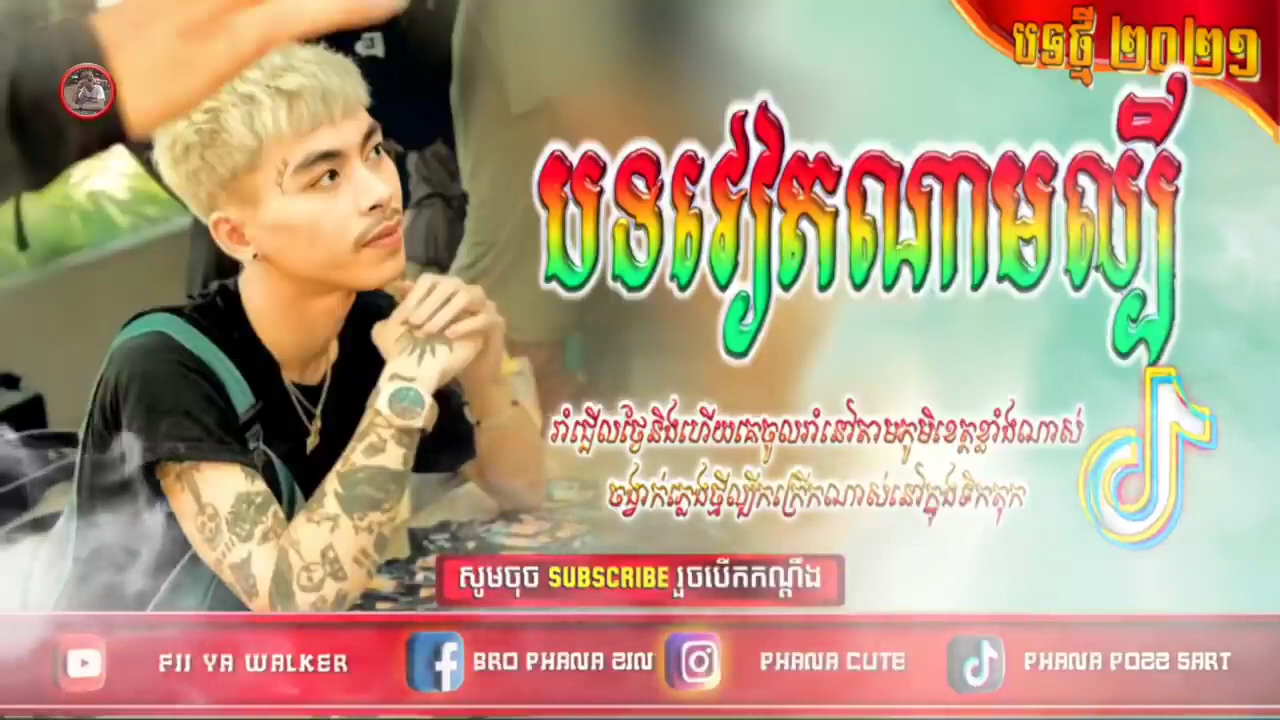 បទថ្មី ២០២១
បទវៀតណាមល្បី
រាំជ្រើលថ្ងៃនិងហើយគេចូលរាំនៅតាមភូមិខេត្តខ្លាំងណាស់
ចង្វាក់ភ្លេងថ្មីល្បីកក្រើកណាស់នៅក្នុងទិកតុក
សូមចុច SUBSCRIBE រួចបើកកណ្ដឹង
FJJ YA WALKER
BRO PHANA SIN
PHANA CUTE
PHANA POSS SART